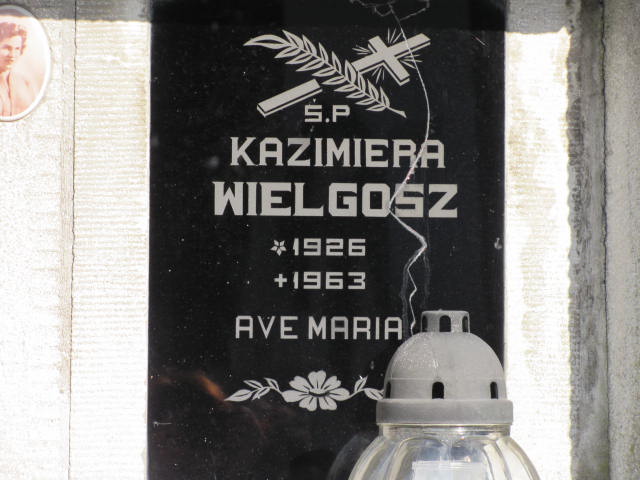 Ś.P
KAZIMIERA
WIELGOSZ
*1926
+1963
AVE MARIA